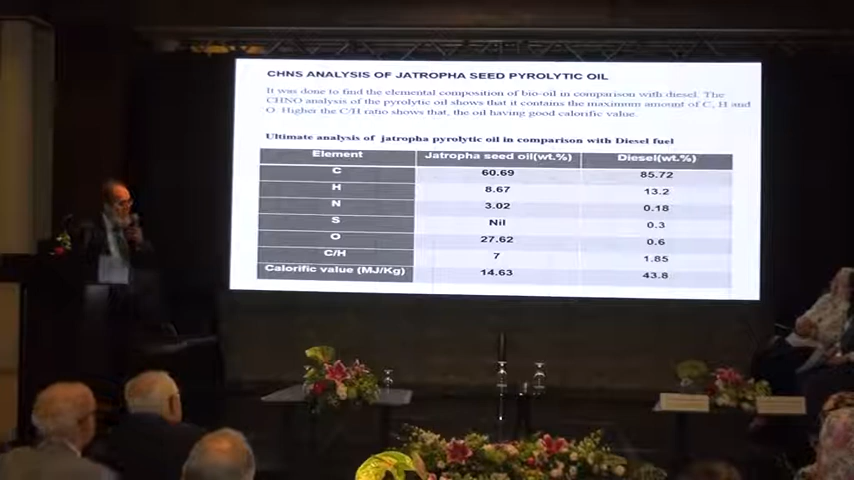 CHNS ANALYSIS OF JATROPHA SEED PYROLYTIC OIL
It was done to find the elemental composition of bio-oil in comparison with diesel. The
CHNO analysis of the pyrolytic oil shows that it contains the maximum amount of C, H and
O. Higher the C/H ratio shows that, the oil having good calorific value.
Ultimate analysis of jatropha pyrolytic oil in comparison with Diesel fuel
Element Jatropha seed oil(wt.%) Diesel(wt.%)
C 60.69 85.72
H 8.67 13.2
N 3.02 0.18
S Nil 0.3
O 27.62 0.6
C/H 7 1.85
Calorific value (MJ/Kg) 14.63 43.8